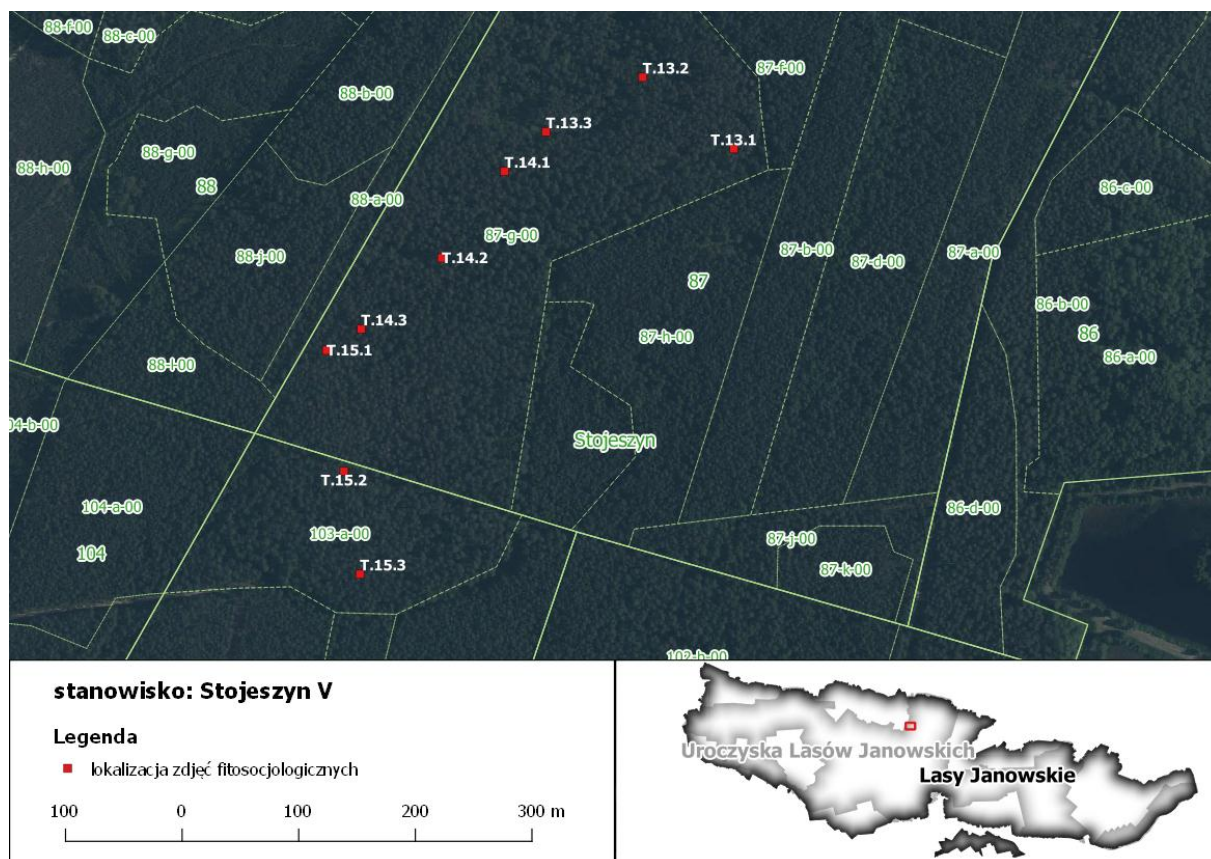 88-f-00
88-c-00
T.13.2
87-f-00
88-b-00
T.13.3
T.13.1
88-g-00
T.14.1
88-h-00
88
86-c-00
88-a-00
87-g-00
87-b-00
87-a-00
88-j-00
T.14.2
87-d-00
87
86-b-00
T.14.3
87-h-00
86
T.15.1
86-a-00
88-l-00
04-b-00
Stojeszyn
T.15.2
104-a-00
86-d-00
103-a-00
87-j-00
104
T.15.3
87-k-00
102-b-00
stanowisko: Stojeszyn V
Legenda
lokalizacja zdjęć fitosocjologicznych
100 0 100 200 300 m
Uroczyska Lasów Janowskich
Lasy Janowskie